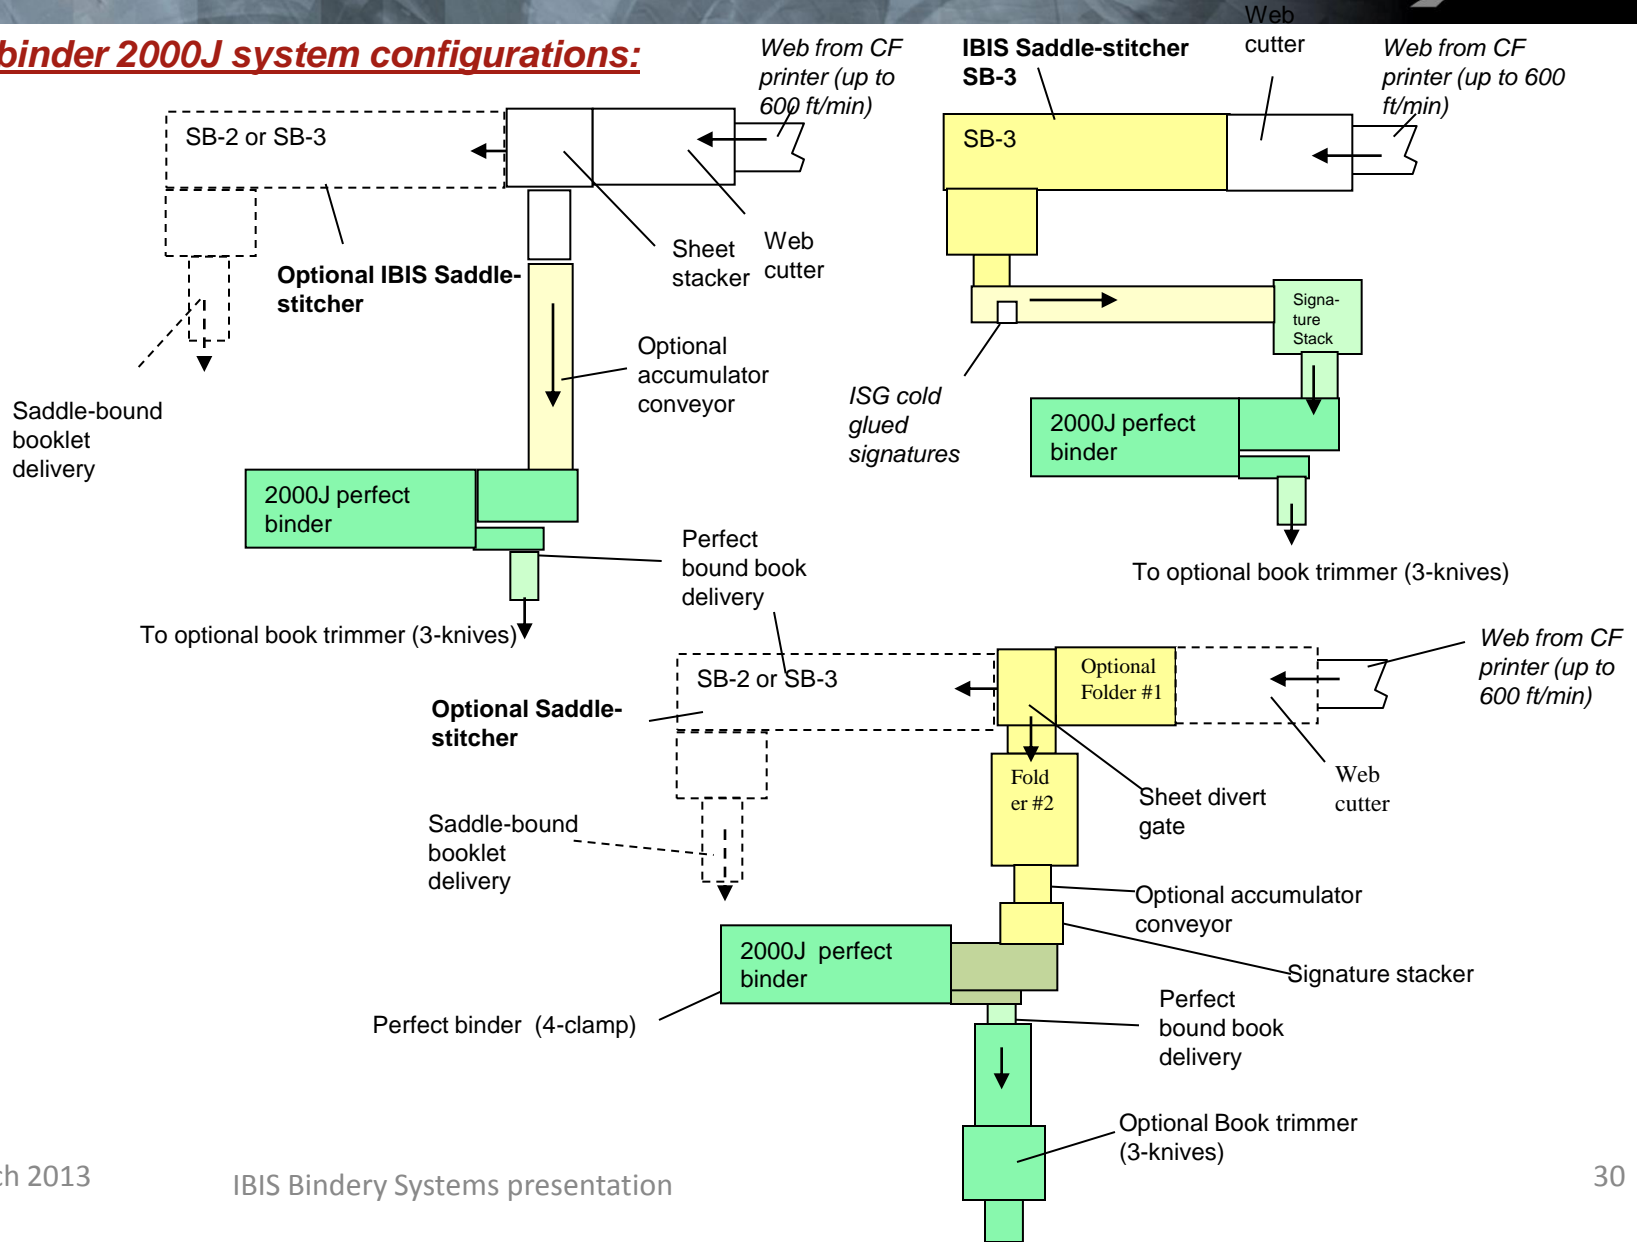 binder 2000J system configurations:
Web from CF
printer (up to
600 ft/min)
SB-2 or SB-3
Sheet
stacker
Web
cutter
Optional IBIS Saddle-
stitcher
Optional
accumulator
conveyor
Saddle-bound
booklet
delivery
2000J perfect
binder
Perfect
bound book
delivery
To optional book trimmer (3-knives)
IBIS Saddle-stitcher
SB-3
Web
cutter
Web from CF
printer (up to 600
ft/min)
SB-3
Signa-
ture
Stack
ISG cold
glued
signatures
2000J perfect
binder
To optional book trimmer (3-knives)
SB-2 or SB-3
Optional
Folder #1
Web from CF
printer (up to
600 ft/min)
Optional Saddle-
stitcher
Fold
er #2
Sheet divert
gate
Web
cutter
Saddle-bound
booklet
delivery
Optional accumulator
conveyor
2000J perfect
binder
Signature stacker
Perfect binder (4-clamp)
Perfect
bound book
delivery
Optional Book trimmer
(3-knives)
ch 2013
IBIS Bindery Systems presentation
30